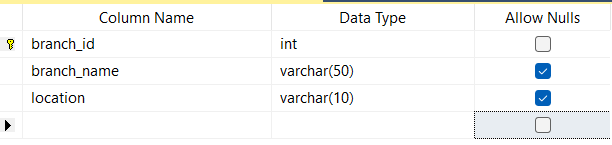 Column Name Data Type Allow Nulls
branch_id int
branch_name varchar(50)
location varchar(10)